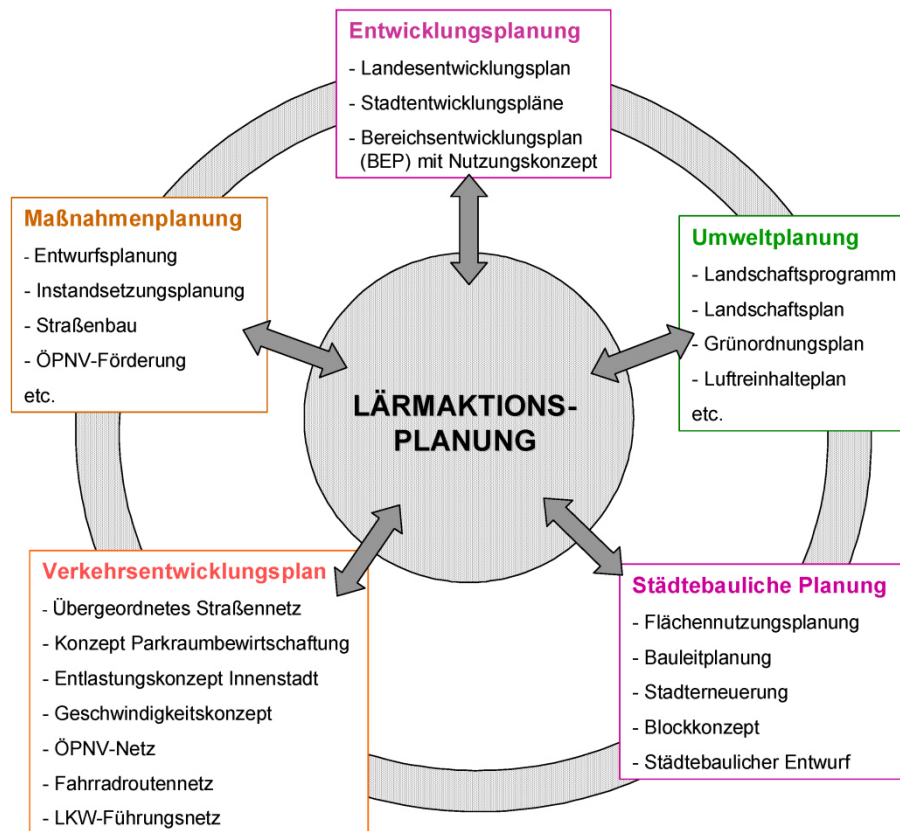 Entwicklungsplanung
- Landesentwicklungsplan
- Stadtentwicklungspläne
- Bereichsentwicklungsplan
(BEP) mit Nutzungskonzept
Maßnahmenplanung
- Entwurfsplanung
- Instandsetzungsplanung
- Straßenbau
- ÖPNV-Förderung
etc.
Umweltplanung
- Landschaftsprogramm
- Landschaftsplan
- Grünordnungsplan
- Luftreinhalteplan
etc.
LÄRMAKTIONS-
PLANUNG
Verkehrsentwicklungsplan
- Übergeordnetes Straßennetz
- Konzept Parkraumbewirtschaftung
- Entlastungskonzept Innenstadt
- Geschwindigkeitskonzept
- ÖPNV-Netz
- Fahrradroutennetz
- LKW-Führungsnetz
Städtebauliche Planung
- Flächennutzungsplanung
- Bauleitplanung
- Stadterneuerung
- Blockkonzept
- Städtebaulicher Entwurf